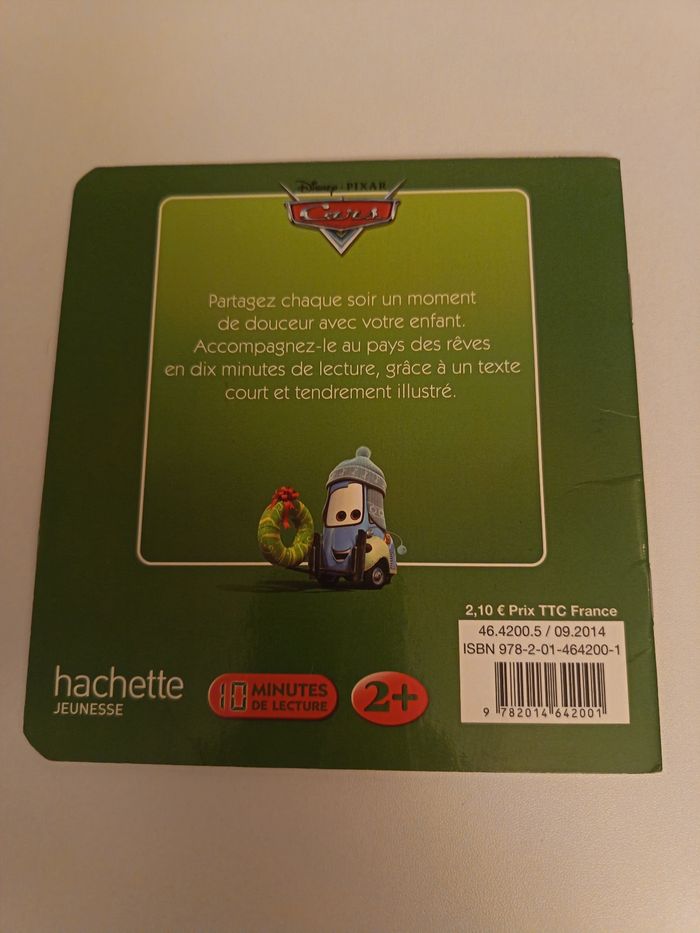 Disney · PIXAR
Cars
Partagez chaque soir un moment
de douceur avec votre enfant.
Accompagnez-le au pays des rêves
en dix minutes de lecture, grâce à un texte
court et tendrement illustré.
2,10 € Prix TTC France
46.4200.5 / 09.2014
ISBN 978-2-01-464200-1
9 782014 642001
hachette
JEUNESSE
10 MINUTES
DE LECTURE
2+